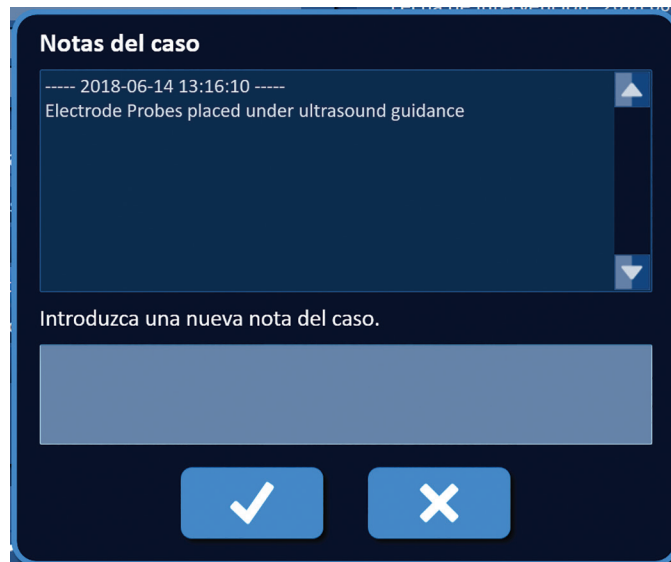 Notas del caso
----- 2018-06-14 13:16:10 -----
Electrode Probes placed under ultrasound guidance
Introduzca una nueva nota del caso.